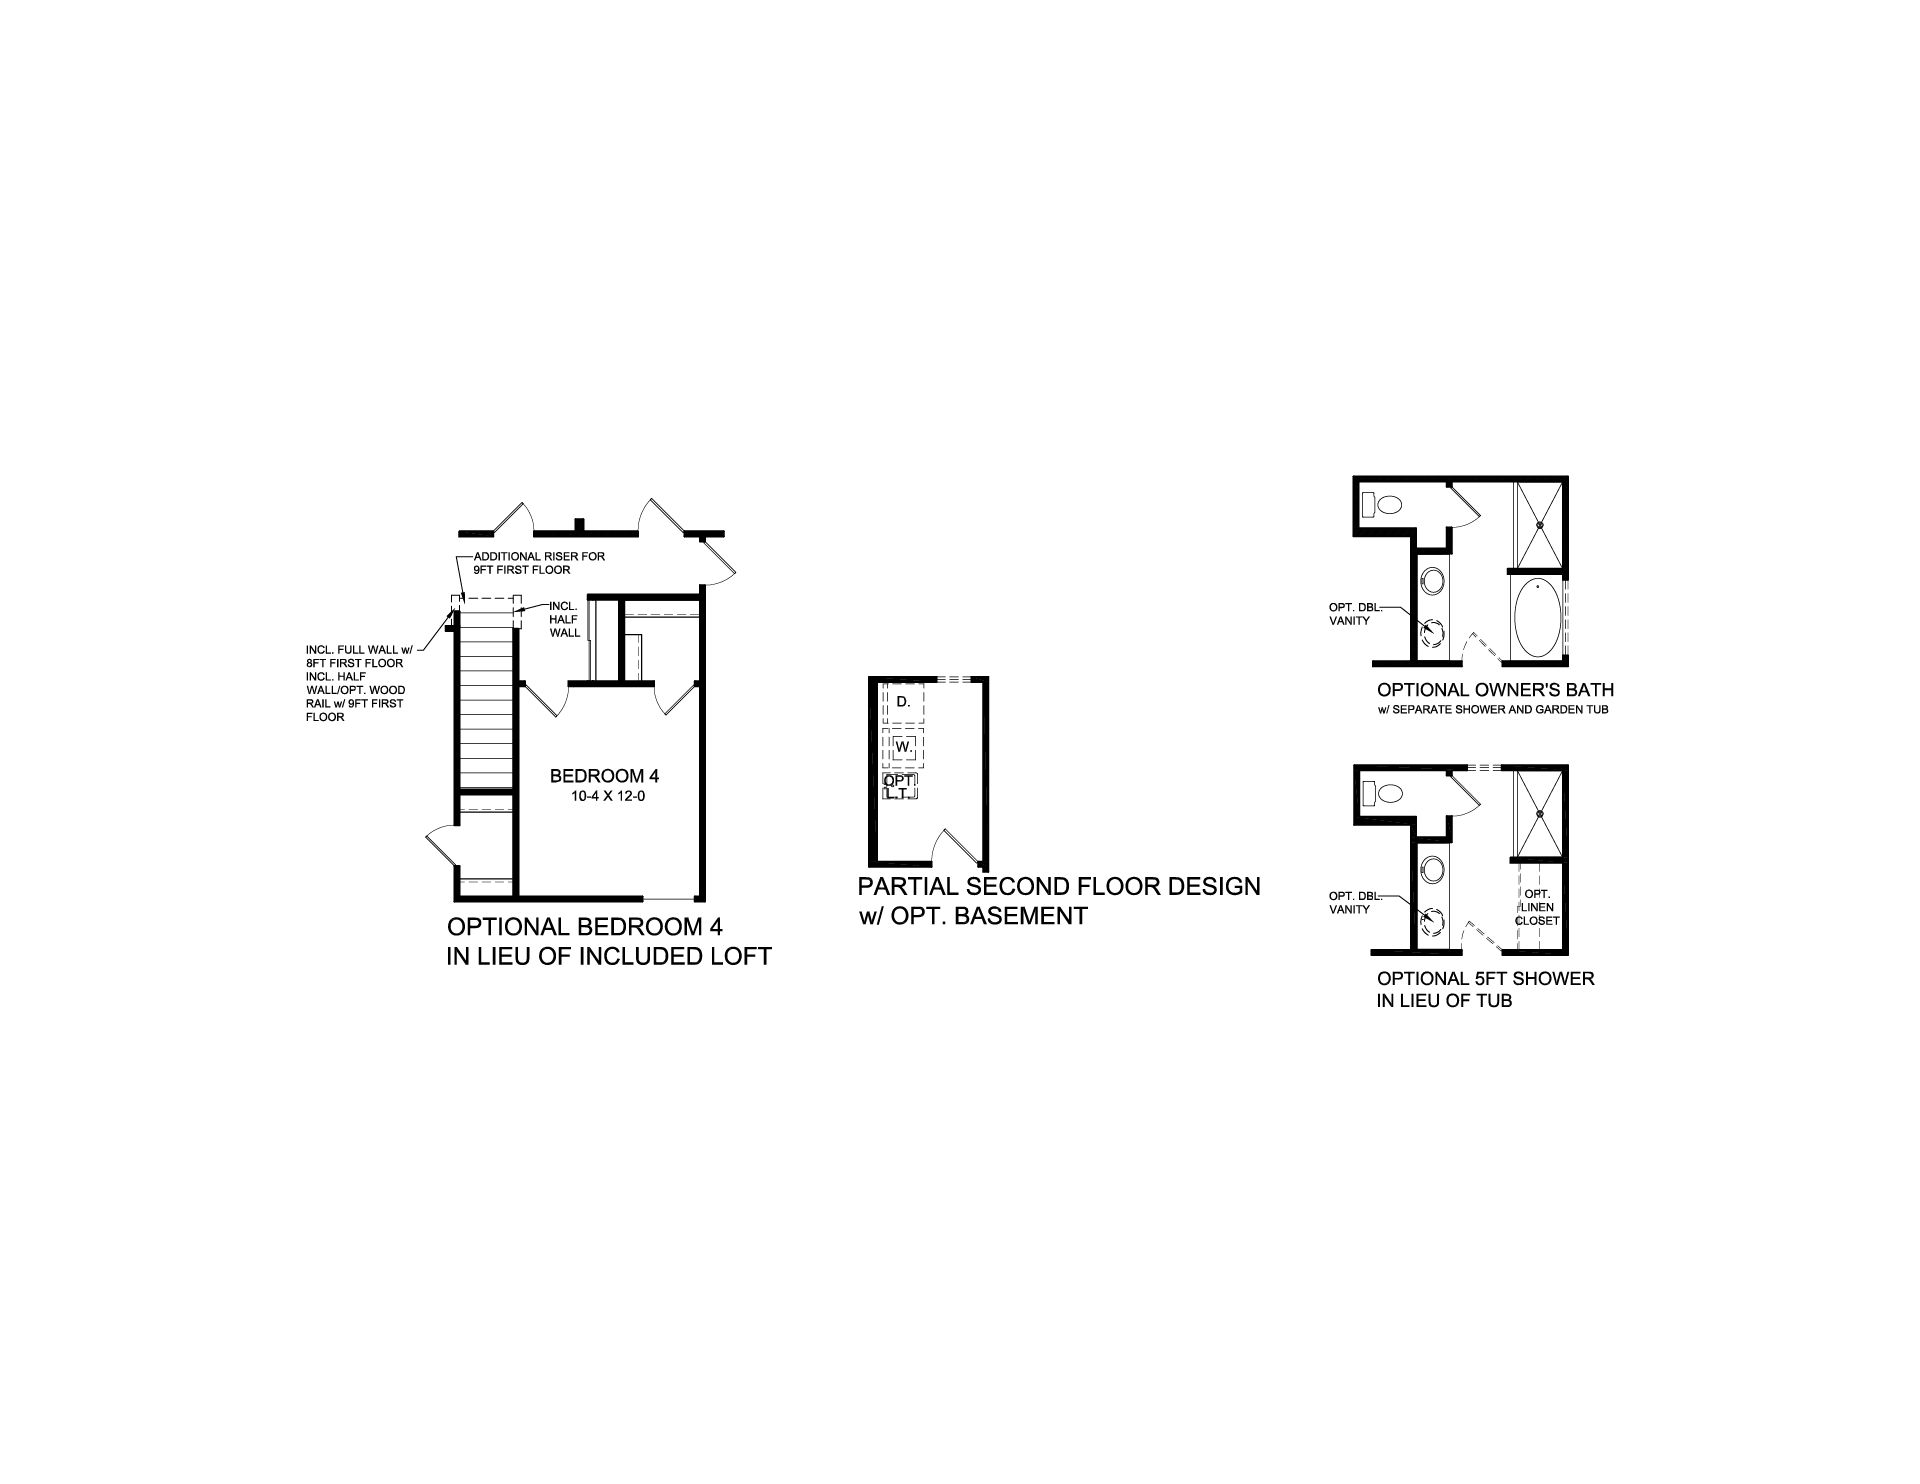 ADDITIONAL RISER FOR
9FT FIRST FLOOR
INCL.
HALF
WALL
INCL. FULL WALL w/
8FT FIRST FLOOR
INCL. HALF
WALL/OPT. WOOD
RAIL w/ 9FT FIRST
FLOOR
BEDROOM 4
10-4 X 12-0
OPTIONAL BEDROOM 4
IN LIEU OF INCLUDED LOFT
D.
W.
OPT
L.T.
PARTIAL SECOND FLOOR DESIGN
w/ OPT. BASEMENT
OPT. DBL.
VANITY
OPTIONAL OWNER'S BATH
w/ SEPARATE SHOWER AND GARDEN TUB
OPT. DBL.
VANITY
OPT.
LINEN
CLOSET
OPTIONAL 5FT SHOWER
IN LIEU OF TUB